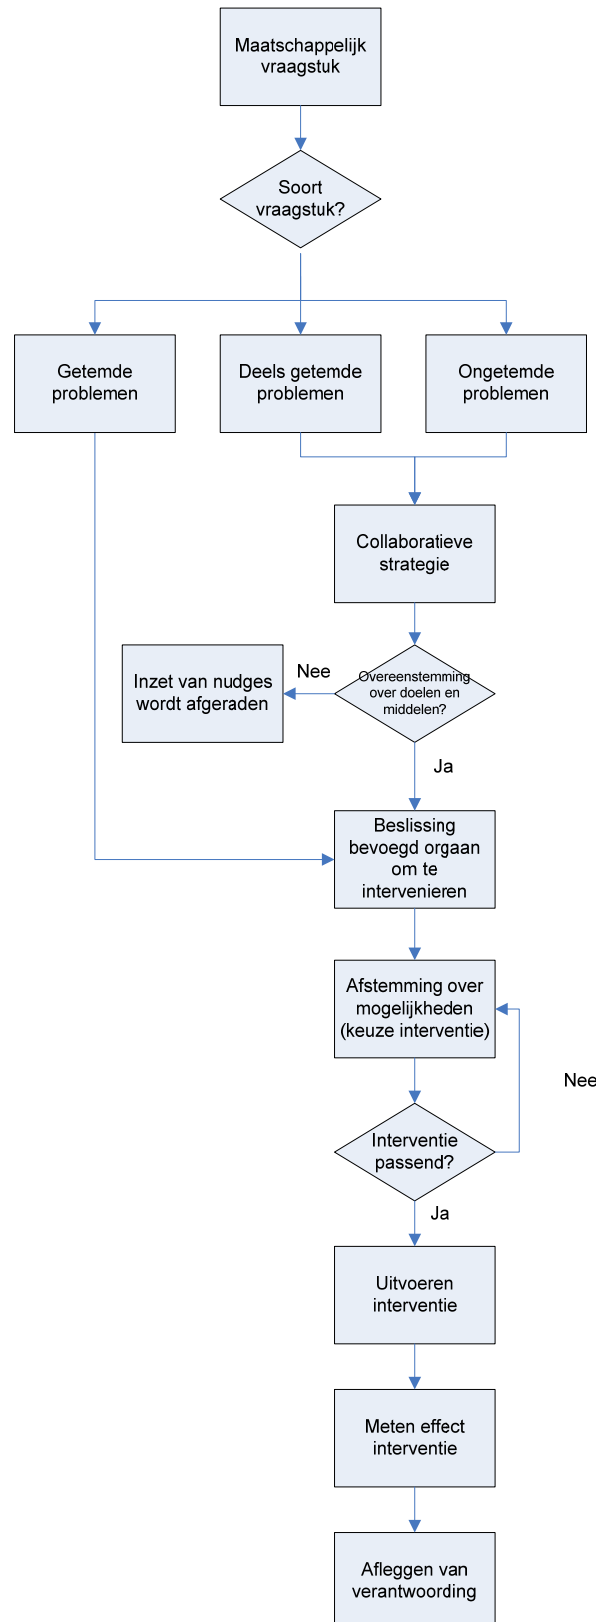 Maatschappelijk
vraagstuk
Soort
vraagstuk?
Getemde
problemen
Deels getemde
problemen
Ongetemde
problemen
Collaboratieve
strategie
Inzet van nudges
wordt afgeraden
Nee
Overeenstemming
over doelen en
middelen?
Ja
Beslissing
bevoegd orgaan
om te
intervenieren
Afstemming over
mogelijkheden
(keuze interventie)
Nee
Interventie
passend?
Ja
Uitvoeren
interventie
Meten effect
interventie
Afleggen van
verantwoording